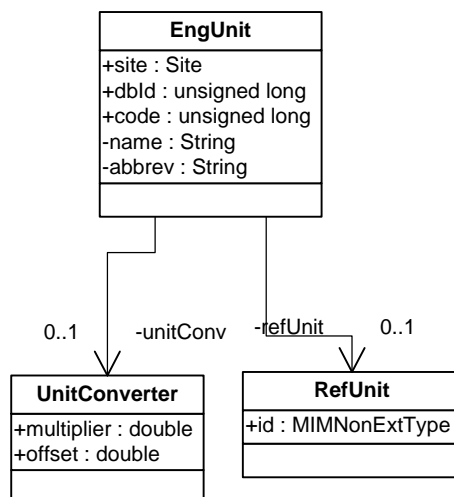 EngUnit
+site : Site
+dbId : unsigned long
+code : unsigned long
-name : String
-abbrev : String
0..1
-unitConv
-refUnit
0..1
UnitConverter
+multiplier : double
+offset : double
RefUnit
+id : MIMNonExtType